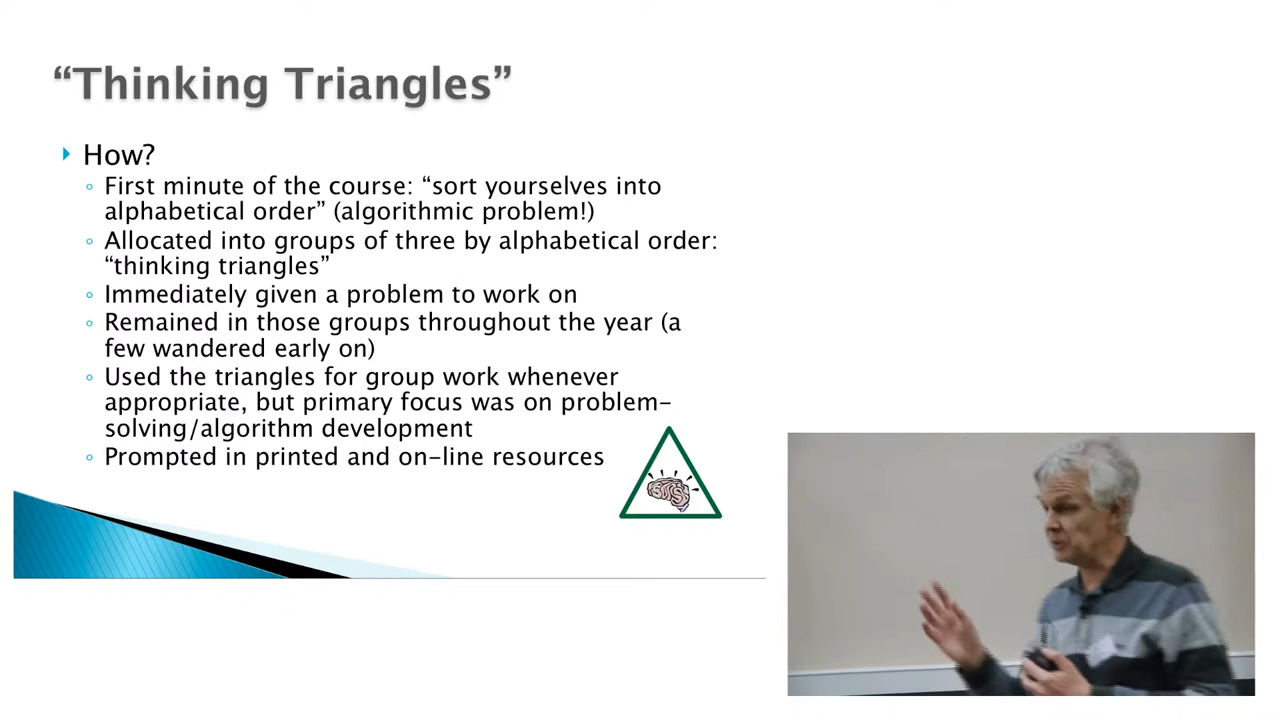 “Thinking Triangles”
How?
First minute of the course: “sort yourselves into
alphabetical order” (algorithmic problem!)
Allocated into groups of three by alphabetical order:
“thinking triangles”
Immediately given a problem to work on
Remained in those groups throughout the year (a
few wandered early on)
Used the triangles for group work whenever
appropriate, but primary focus was on problem-
solving/algorithm development
Prompted in printed and on-line resources